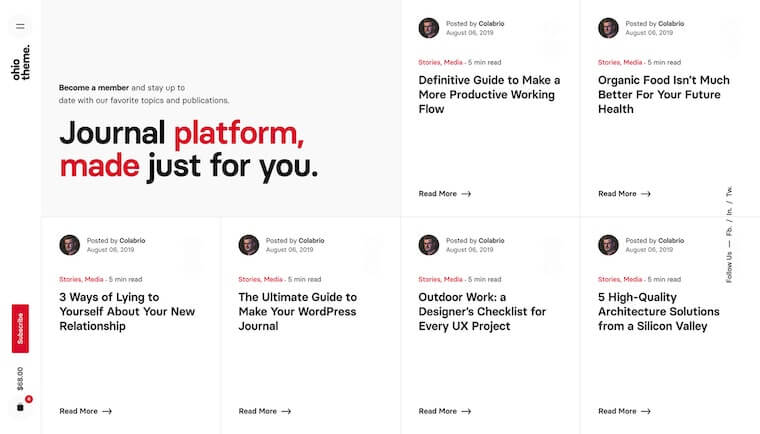 ohio
theme.
Become a member and stay up to
date with our favorite topics and publications.
Journal platform,
made just for you.
Posted by Colabrio
August 06, 2019
Stories, Media • 5 min read
Definitive Guide to Make a
More Productive Working
Flow
Read More
Posted by Colabrio
August 06, 2019
Stories, Media • 5 min read
Organic Food Isn’t Much
Better For Your Future
Health
Read More
Posted by Colabrio
August 06, 2019
Stories, Media • 5 min read
3 Ways of Lying to
Yourself About Your New
Relationship
Read More
Posted by Colabrio
August 06, 2019
Stories, Media • 5 min read
The Ultimate Guide to
Make Your WordPress
Journal
Read More
Posted by Colabrio
August 06, 2019
Stories, Media • 5 min read
Outdoor Work: a
Designer’s Checklist for
Every UX Project
Read More
Posted by Colabrio
August 06, 2019
Stories, Media • 5 min read
5 High-Quality
Architecture Solutions
from a Silicon Valley
Read More
Follow Us — Fb. / In. / Tw.
Subscribe
$68.00